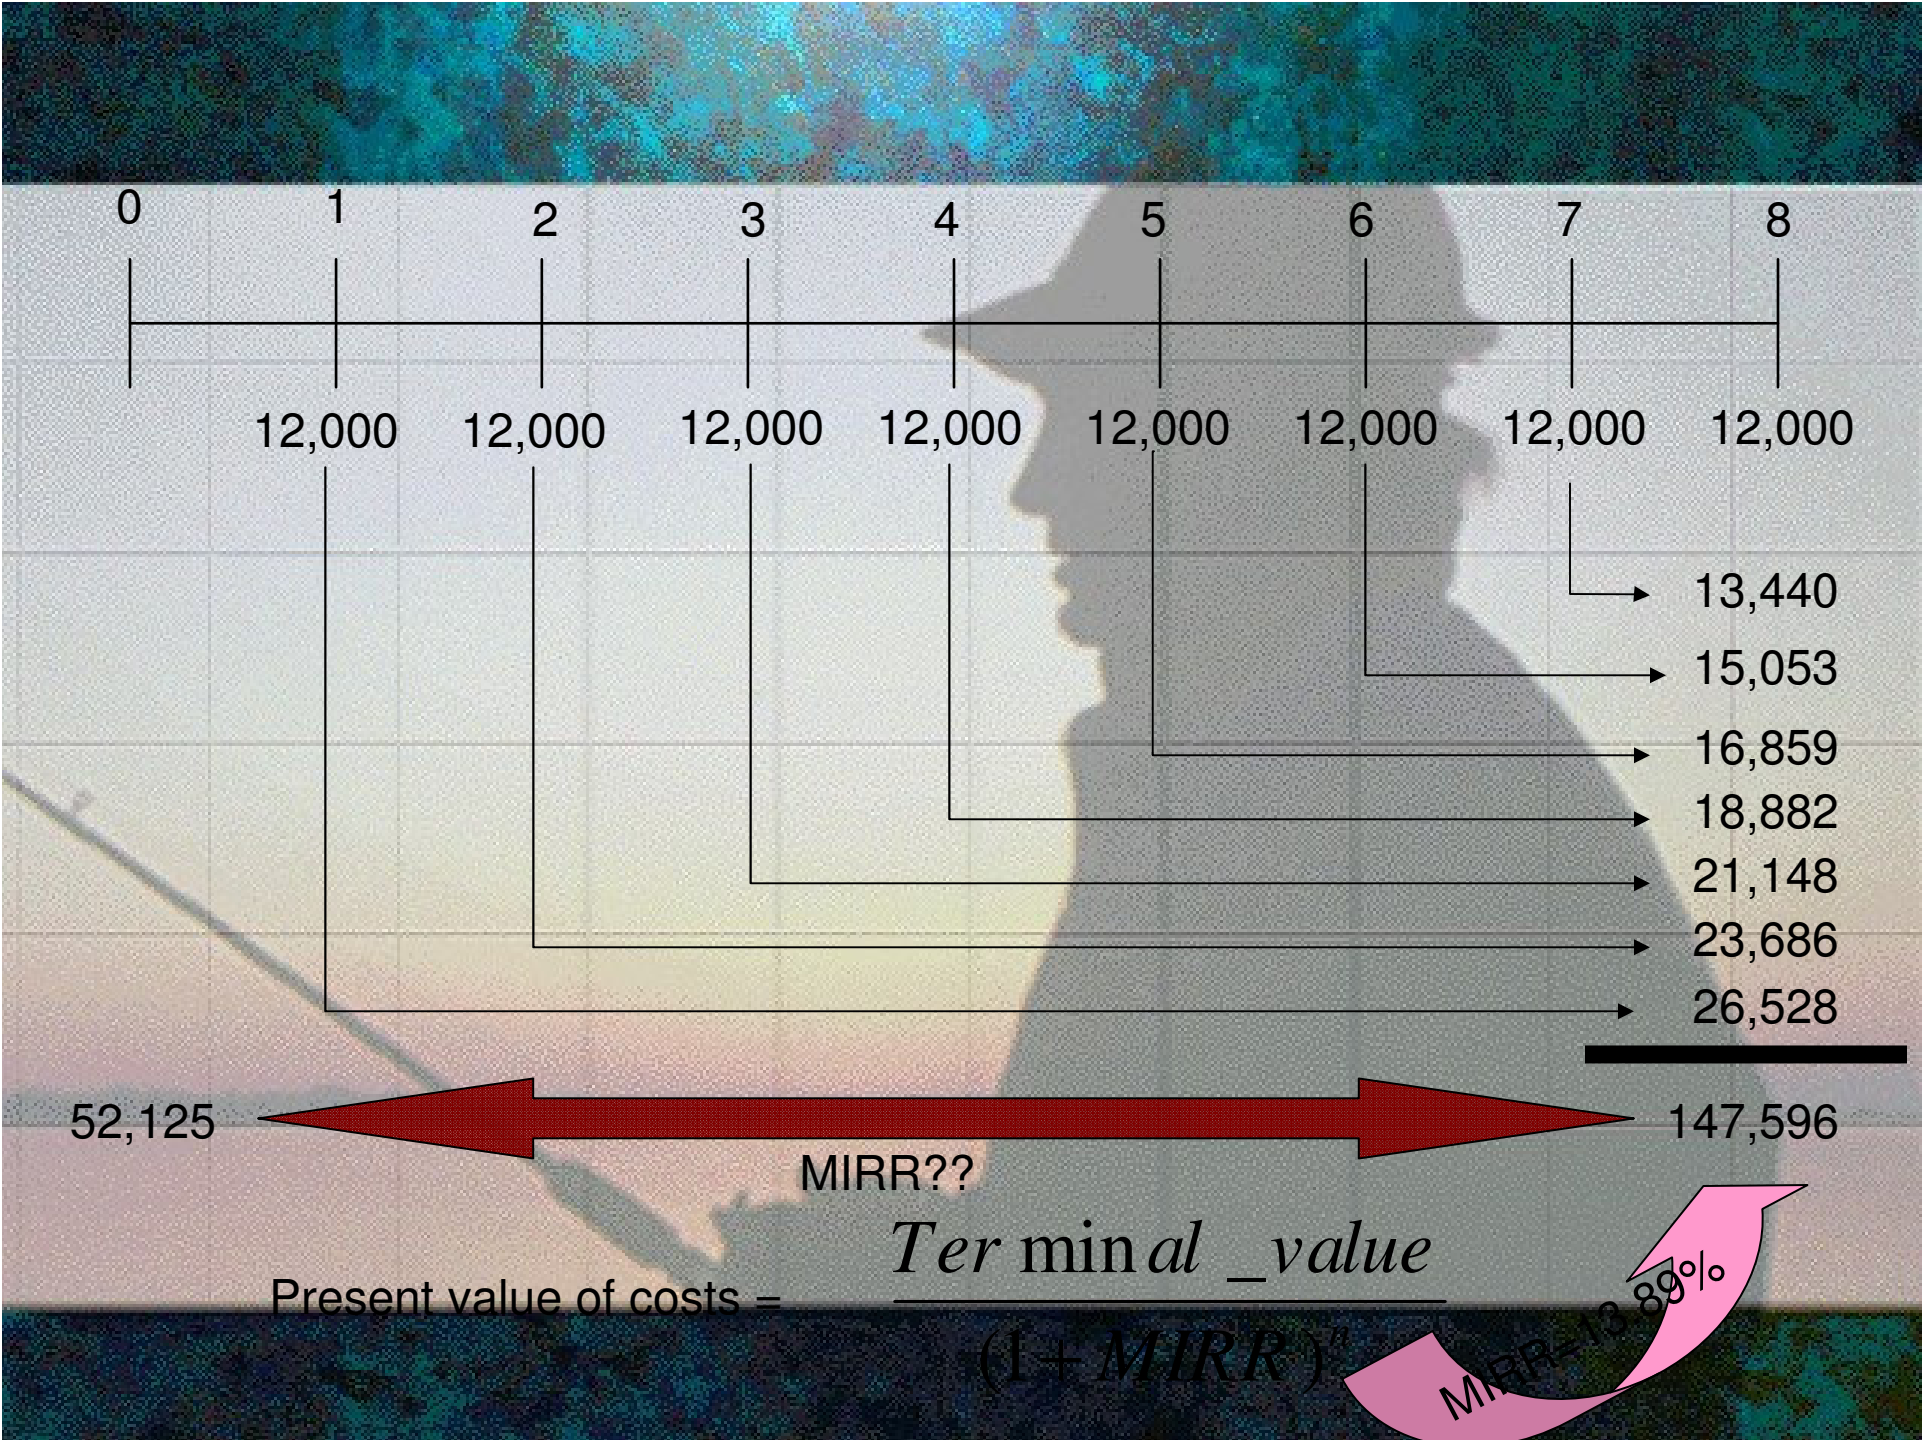 0 1 2 3 4 5 6 7 8
12,000 12,000 12,000 12,000 12,000 12,000 12,000 12,000
13,440
15,053
16,859
18,882
21,148
23,686
26,528
52,125 147,596
MIRR??
Present value of costs = Terminal_value
(1 + MIRR)^n
MIRR=13.89%